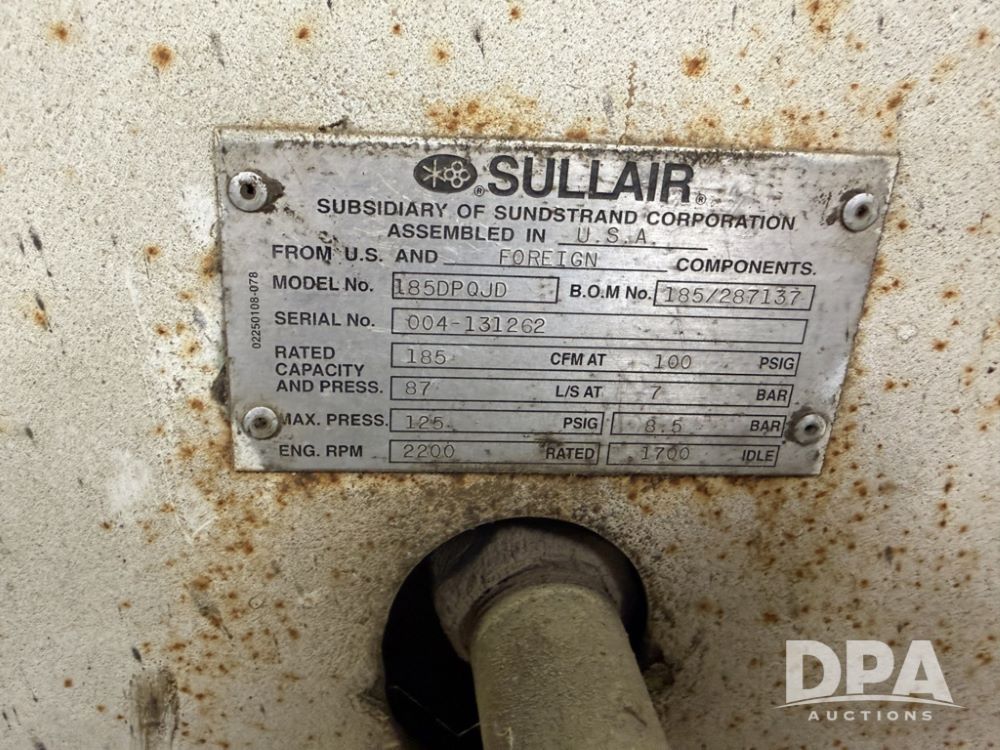 SULLAIR®
SUBSIDIARY OF SUNDSTRAND CORPORATION
ASSEMBLED IN U.S.A.
FROM U.S. AND FOREIGN COMPONENTS.
MODEL No. 185DPQJD B.O.M No. 185/287137
SERIAL No. 004-131262
RATED CAPACITY AND PRESS. 185 CFM AT 100 PSIG
87 L/S AT 7 BAR
MAX. PRESS. 125 PSIG 8.5 BAR
ENG. RPM 2200 RATED 1700 IDLE
02250108-078
DPA
AUCTIONS